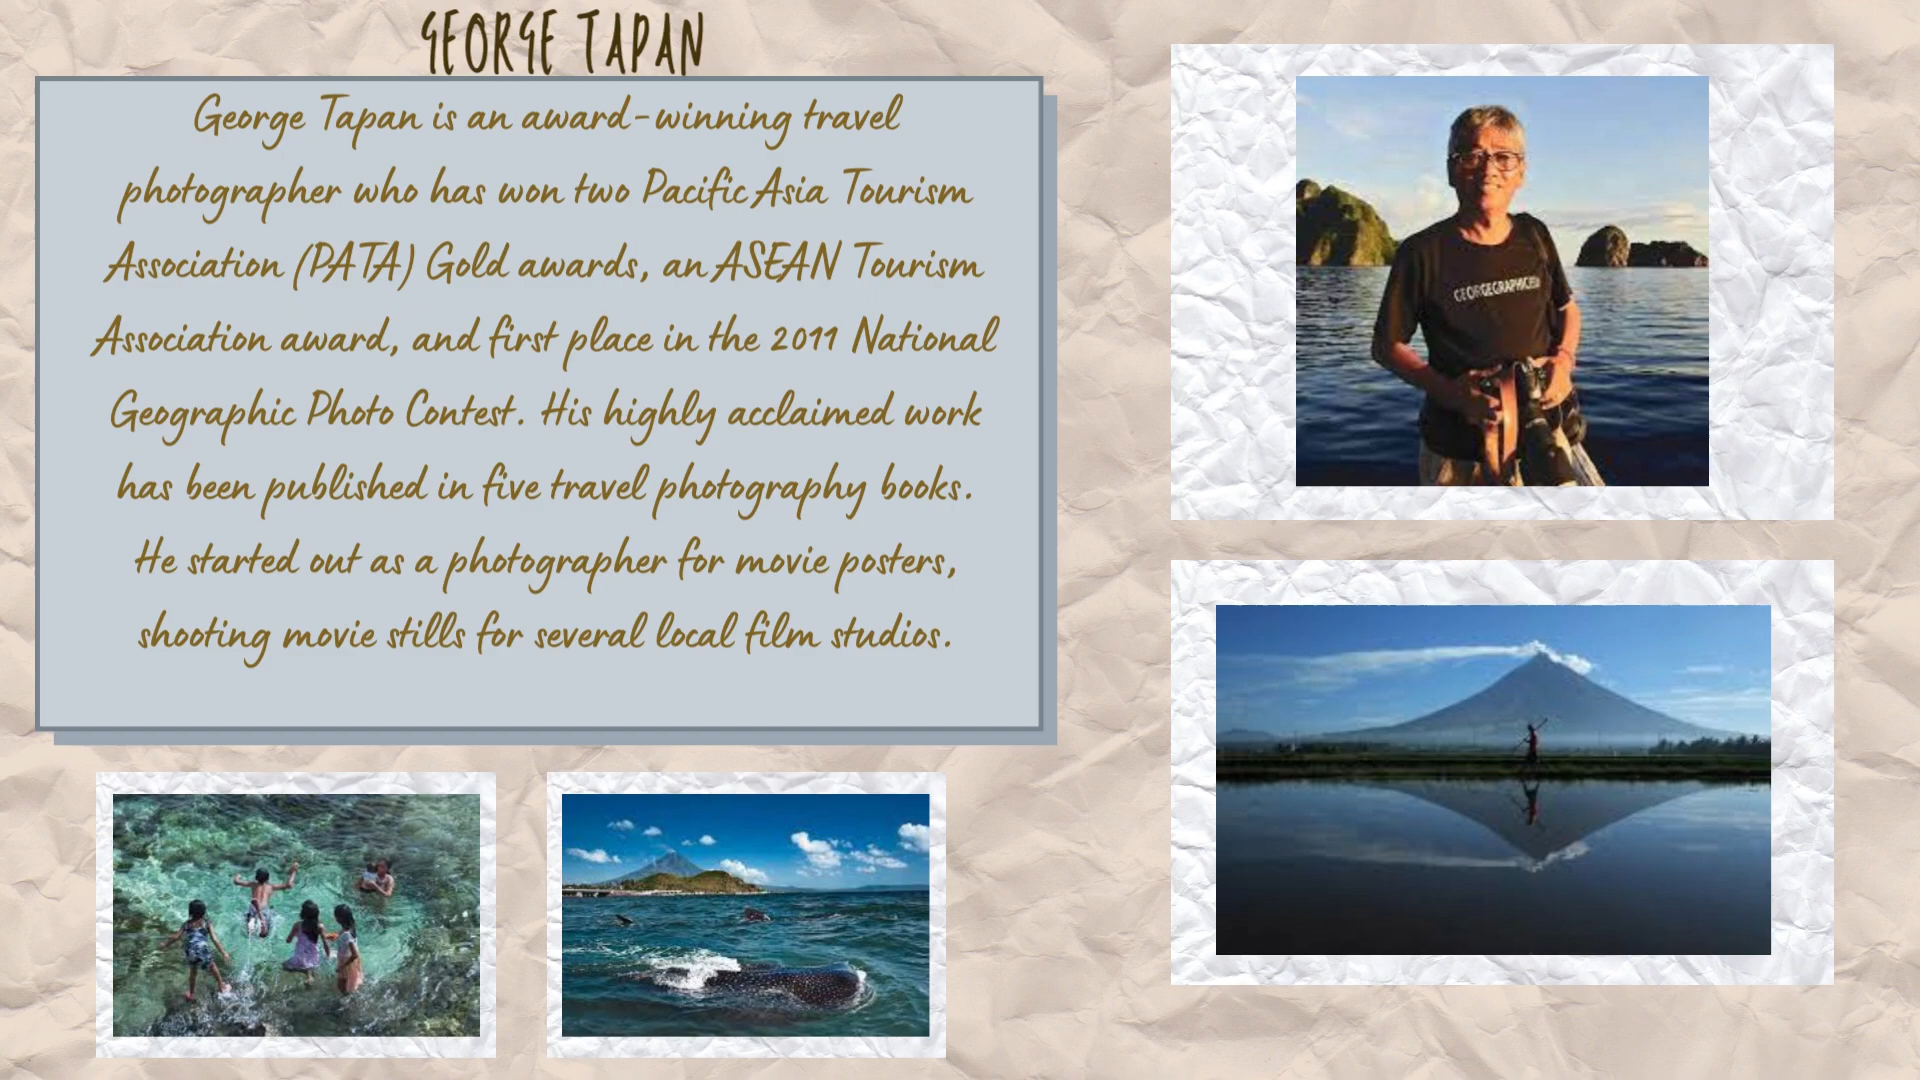 GEORGE TAPAN
George Tapan is an award-winning travel
photographer who has won two Pacific Asia Tourism
Association (PATA) Gold awards, an ASEAN Tourism
Association award, and first place in the 2011 National
Geographic Photo Contest. His highly acclaimed work
has been published in five travel photography books.
He started out as a photographer for movie posters,
shooting movie stills for several local film studios.